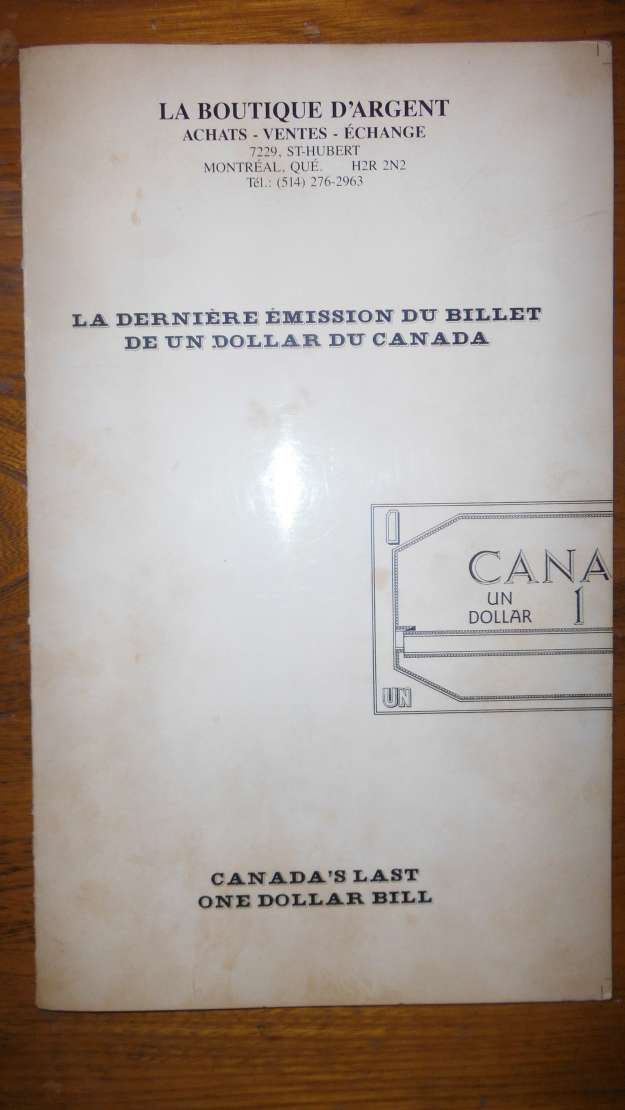 LA BOUTIQUE D'ARGENT
ACHATS - VENTES - ÉCHANGE
7229, ST-HUBERT
MONTRÉAL, QUÉ. H2R 2N2
Tél.: (514) 276-2963
LA DERNIÈRE ÉMISSION DU BILLET
DE UN DOLLAR DU CANADA
CANA
UN
DOLLAR 1
UN
CANADA'S LAST
ONE DOLLAR BILL